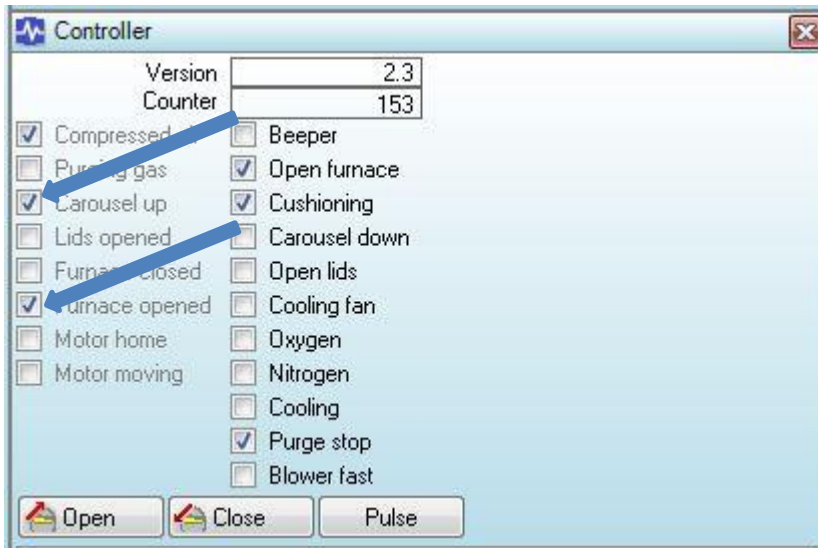 Controller
Version 2.3
Counter 153
Compressed
Beeper
gas
Open furnace
Carousel up
Cushioning
Lids opened
Carousel down
closed
Open lids
Furnace opened
Cooling fan
Motor home
Oxygen
Motor moving
Nitrogen
Cooling
Purge stop
Blower fast
Open Close Pulse